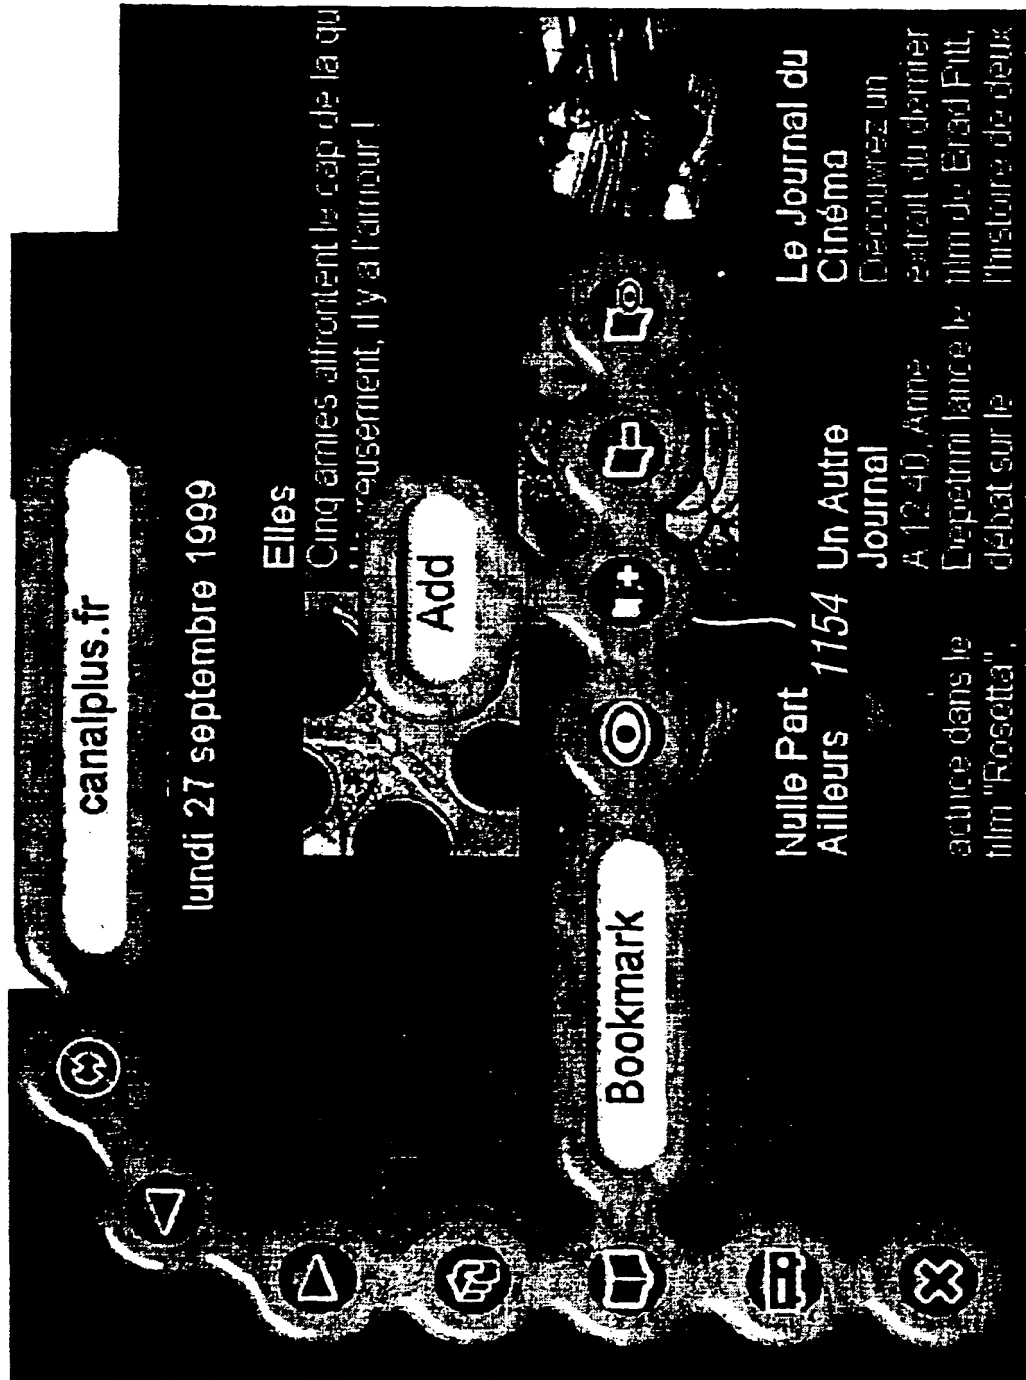 canalplus.fr
lundi 27 septembre 1999
Elles
Cinq amies affrontent le cap de la qu
reusement, il y a l'amour !
Add
Bookmark
Nulle Part
Ailleurs
1154
actrice dans le
film "Rosetta",
Un Autre
Journal
A 12:40, Anne
Depetrini lance le
débat sur le
Le Journal du
Cinéma
Découvrez un
extrait du dernier
film de Brad Pitt,
l'histoire de deux